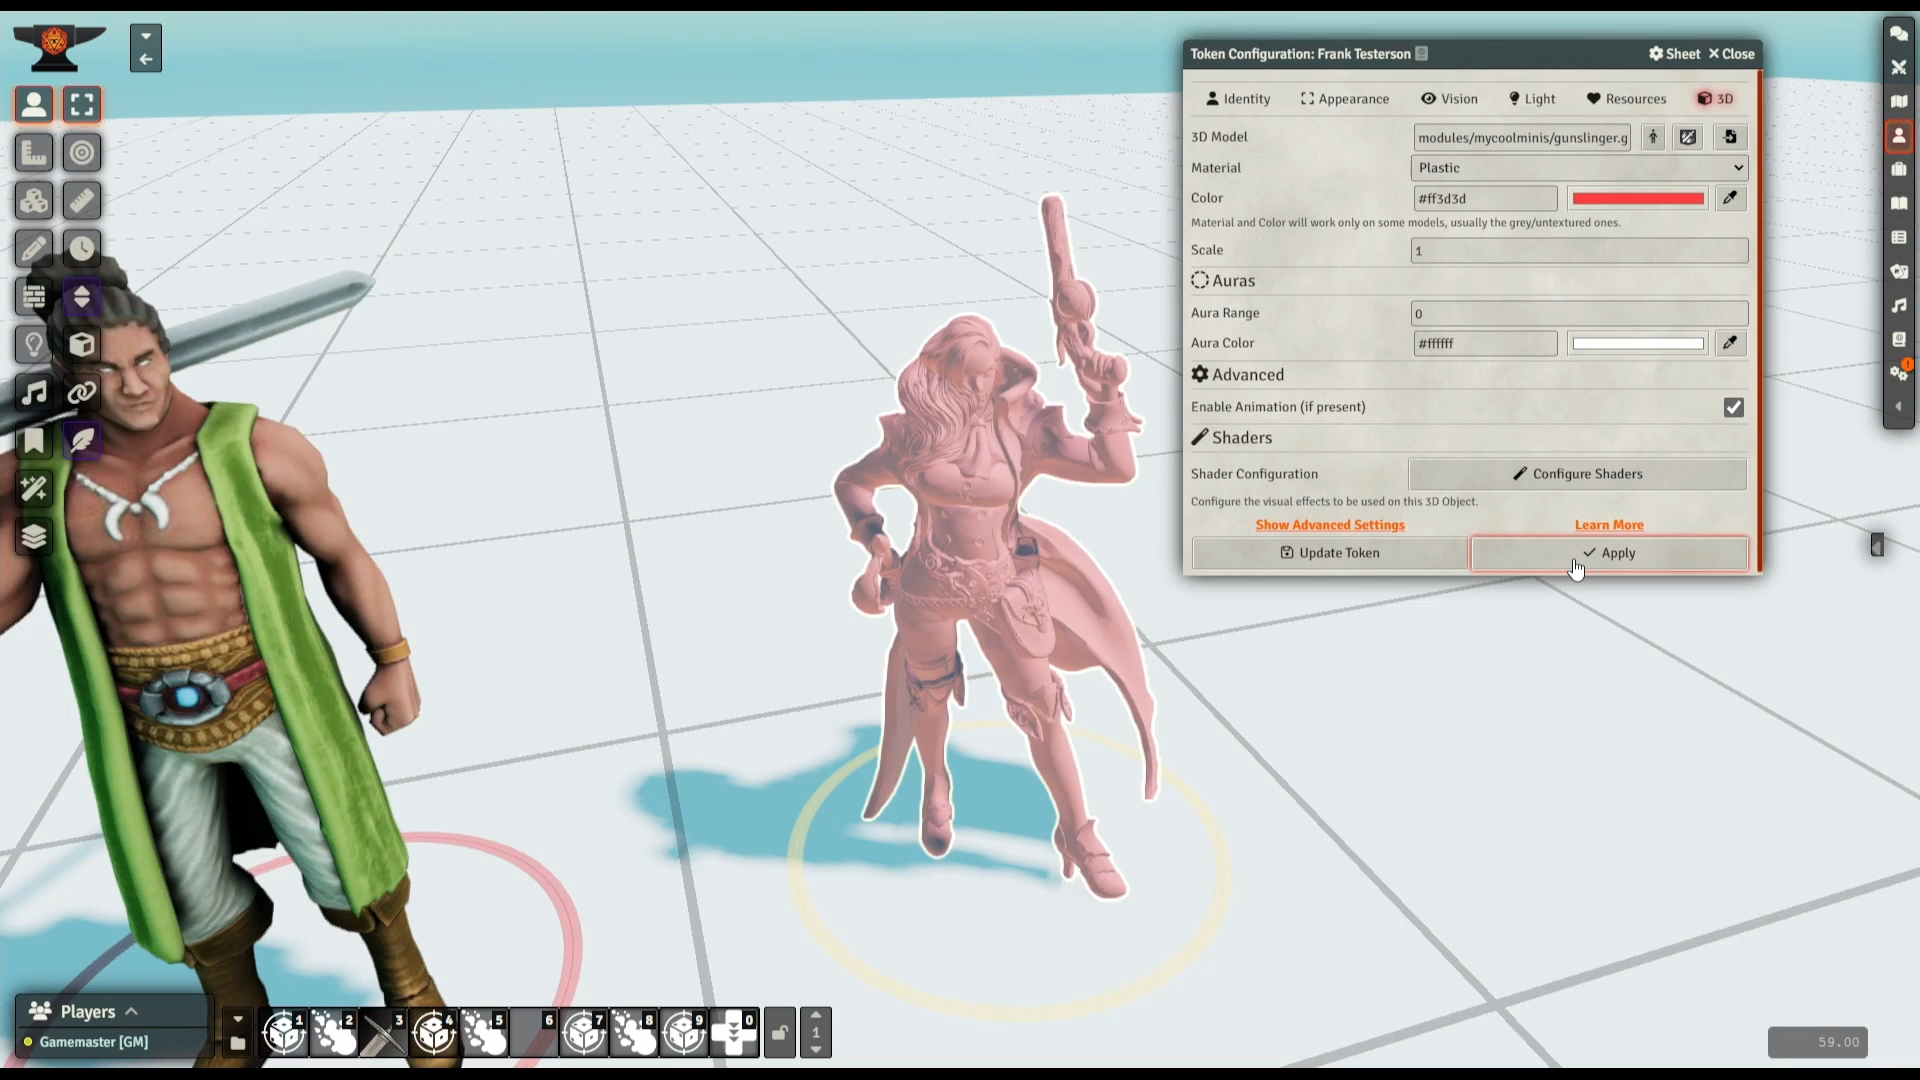 Token Configuration: Frank Testerson
Sheet
Close
Identity
Appearance
Vision
Light
Resources
3D
3D Model
modules/mycoolminis/gunslinger.g
Material
Plastic
Color
#ff3d3d
Material and Color will work only on some models, usually the grey/untextured ones.
Scale
1
Auras
Aura Range
0
Aura Color
#ffffff
Advanced
Enable Animation (if present)
Shaders
Shader Configuration
Configure Shaders
Configure the visual effects to be used on this 3D Object.
Show Advanced Settings
Learn More
Update Token
Apply
Players
Gamemaster [GM]
1
2
3
4
5
6
7
8
9
0
1
59.00